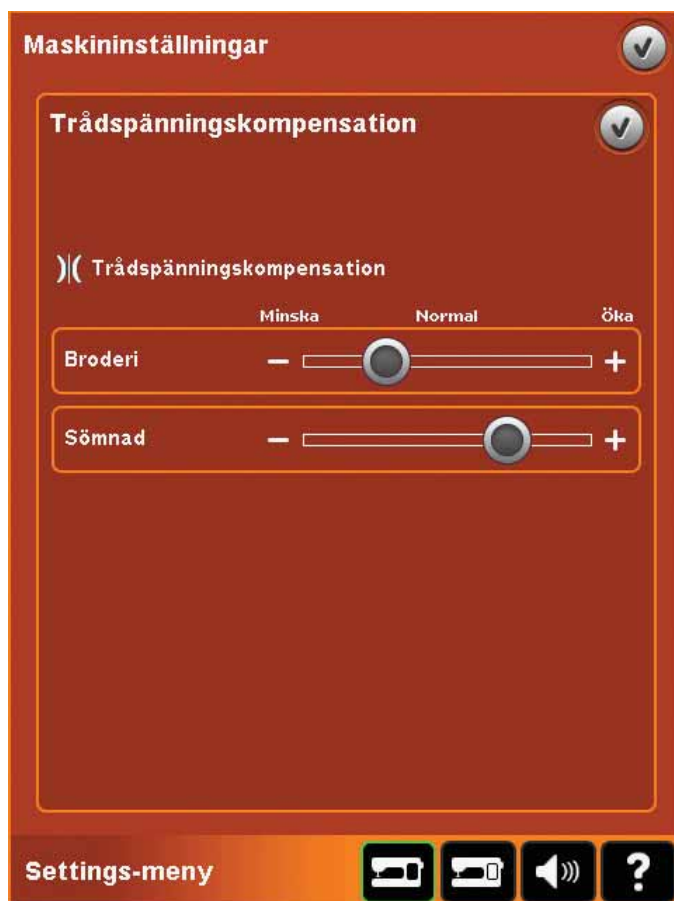 Maskininställningar
Trådspänningskompensation
Trådspänningskompensation
Minska Normal Öka
Broderi − +
Sömnad − +
Settings-meny ?